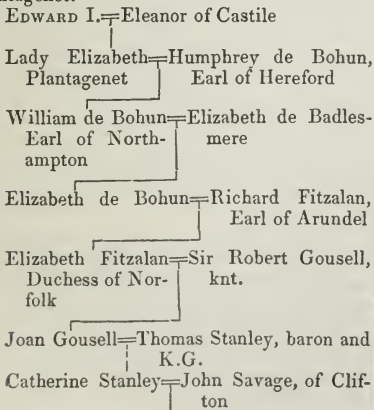 EDWARD I.=Eleanor of Castile
Lady Elizabeth=Humphrey de Bohun,
Plantagenet Earl of Hereford
William de Bohun=Elizabeth de Badles-
Earl of North- mere
ampton
Elizabeth de Bohun=Richard Fitzalan,
Earl of Arundel
Elizabeth Fitzalan=Sir Robert Gousell,
Duchess of Nor- knt.
folk
Joan Gousell=Thomas Stanley, baron and
K.G.
Catherine Stanley=John Savage, of Clif-
ton